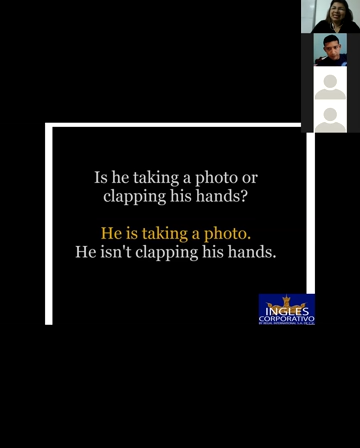 Is he taking a photo or
clapping his hands?
He is taking a photo.
He isn't clapping his hands.
INGLES
CORPORATIVO